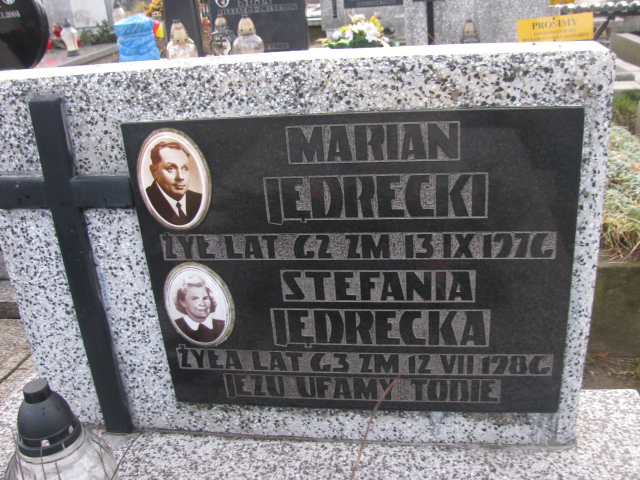 PROSIMY
MARIAN
JĘDRECKI
ŻYŁ LAT 62 ZM 13 IX 1976
STEFANIA
JĘDRECKA
ŻYŁA LAT 63 ZM 12 VII 1986
JEZU UFAMY TOBIE